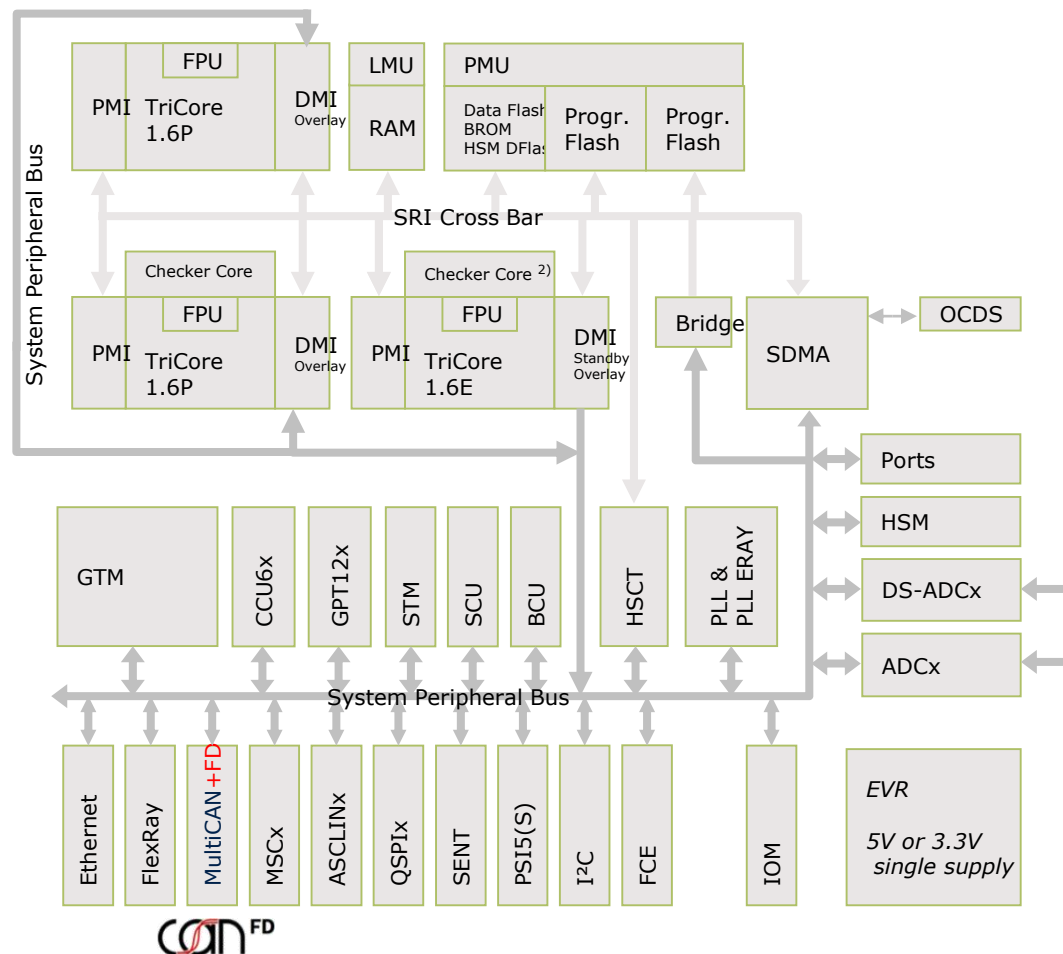 System Peripheral Bus
FPU
PMI
TriCore
1.6P
DMI
Overlay
LMU
RAM
PMU
Data Flash
BROM
HSM DFlas
Progr.
Flash
Progr.
Flash
SRI Cross Bar
Checker Core
FPU
PMI
TriCore
1.6P
DMI
Overlay
Checker Core 2)
FPU
PMI
TriCore
1.6E
DMI
Standby
Overlay
Bridge
SDMA
OCDS
Ports
HSM
DS-ADCx
ADCx
GTM
CCU6x
GPT12x
STM
SCU
BCU
HSCT
PLL &
PLL ERAY
System Peripheral Bus
Ethernet
FlexRay
MultiCAN+FD
MSCx
ASCLINx
QSPIx
SENT
PSI5(S)
I²C
FCE
IOM
EVR
5V or 3.3V
single supply
CAN FD